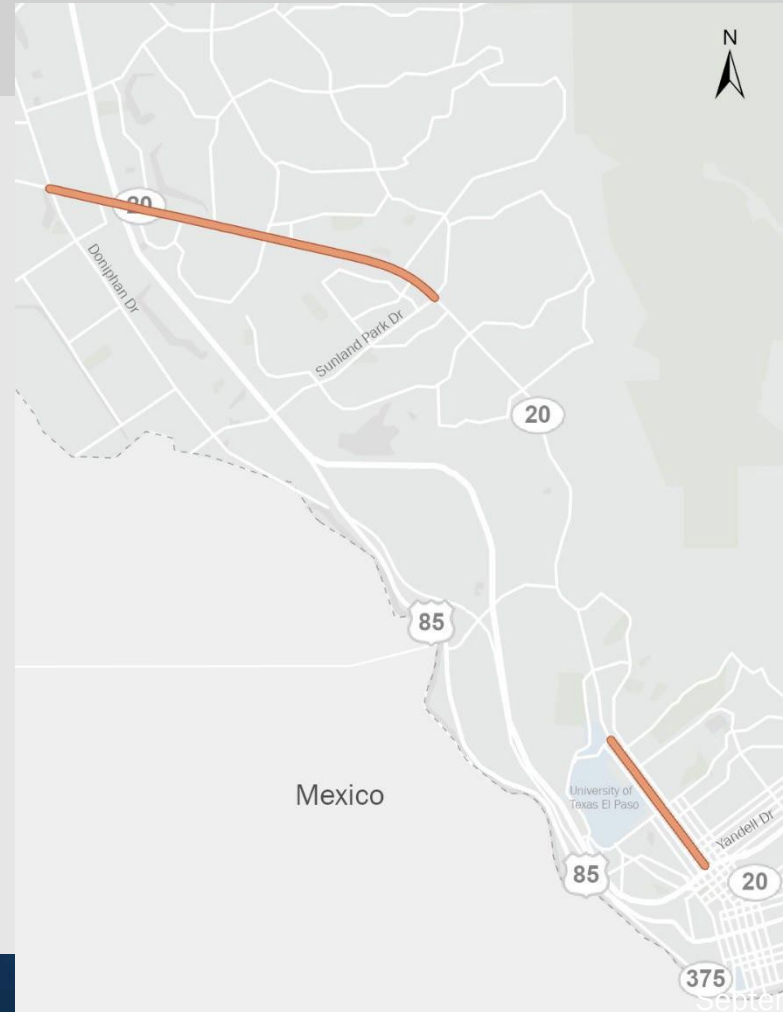 N
20
Doniphan Dr
Sunland Park Dr
20
85
Mexico
University of
Texas El Paso
Yandell Dr
85
20
375
Septem